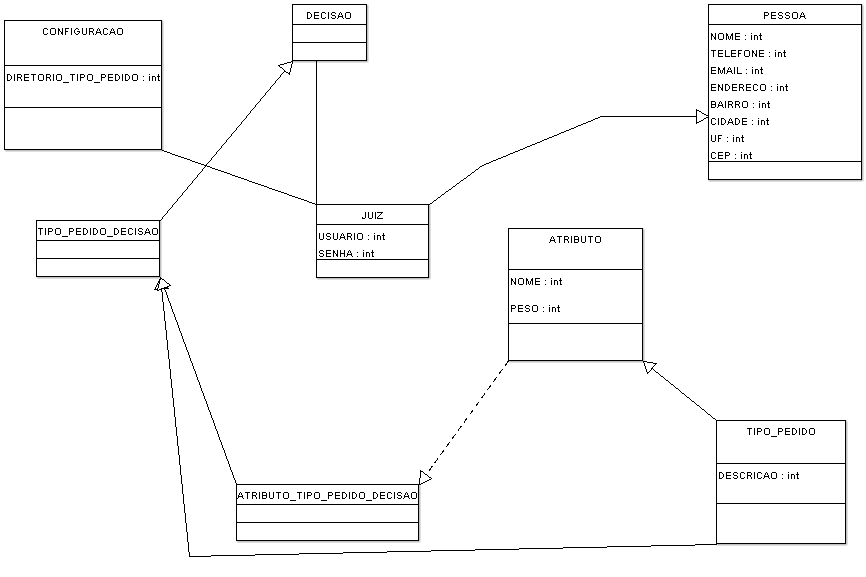 CONFIGURACAO
DIRETORIO_TIPO_PEDIDO : int
DECISAO
PESSOA
NOME : int
TELEFONE : int
EMAIL : int
ENDERECO : int
BAIRRO : int
CIDADE : int
UF : int
CEP : int
TIPO_PEDIDO_DECISAO
JUIZ
USUARIO : int
SENHA : int
ATRIBUTO
NOME : int
PESO : int
TIPO_PEDIDO
DESCRICAO : int
ATRIBUTO_TIPO_PEDIDO_DECISAO